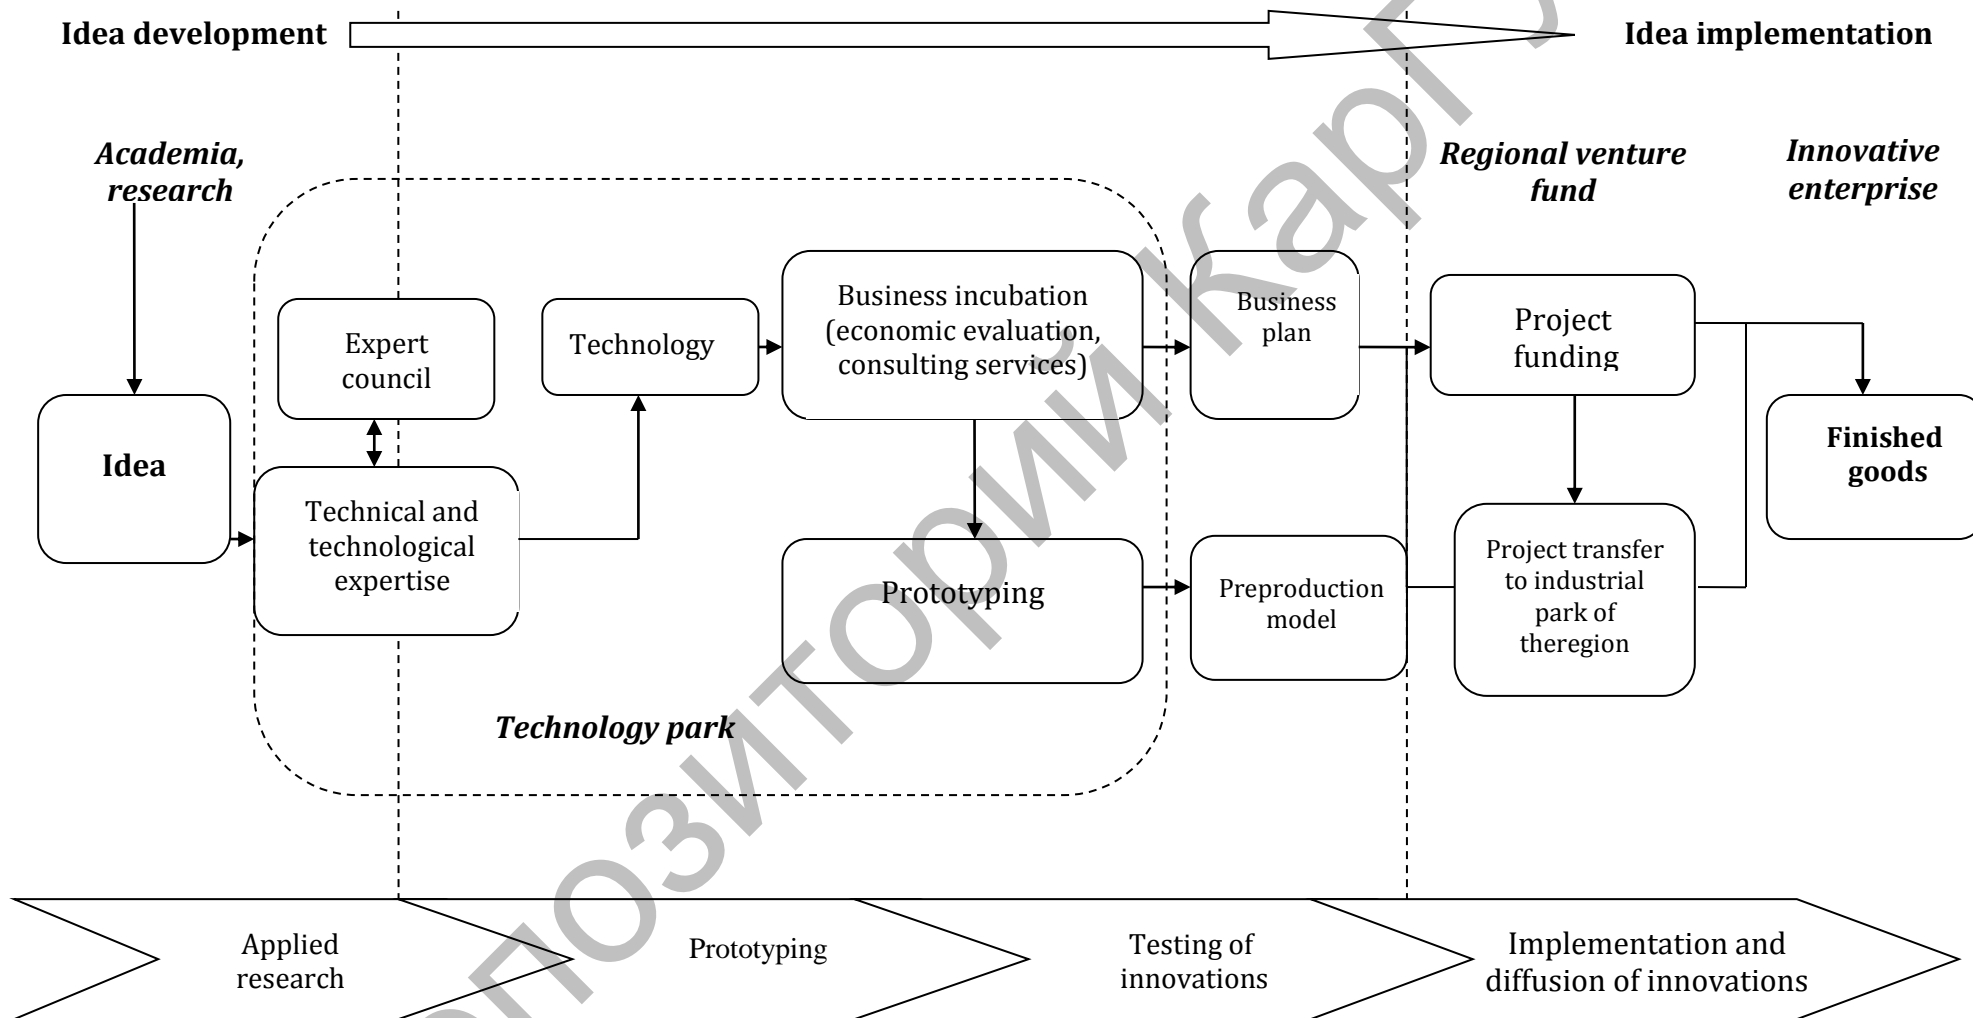 Idea development
Idea implementation
Academia,
research
Regional venture
fund
Innovative
enterprise
Expert
council
Technology
Business incubation
(economic evaluation,
consulting services)
Business
plan
Project
funding
Idea
Finished
goods
Technical and
technological
expertise
Prototyping
Preproduction
model
Project transfer
to industrial
park of
theregion
Technology park
Applied
research
Prototyping
Testing of
innovations
Implementation and
diffusion of innovations
позиторий КарГ